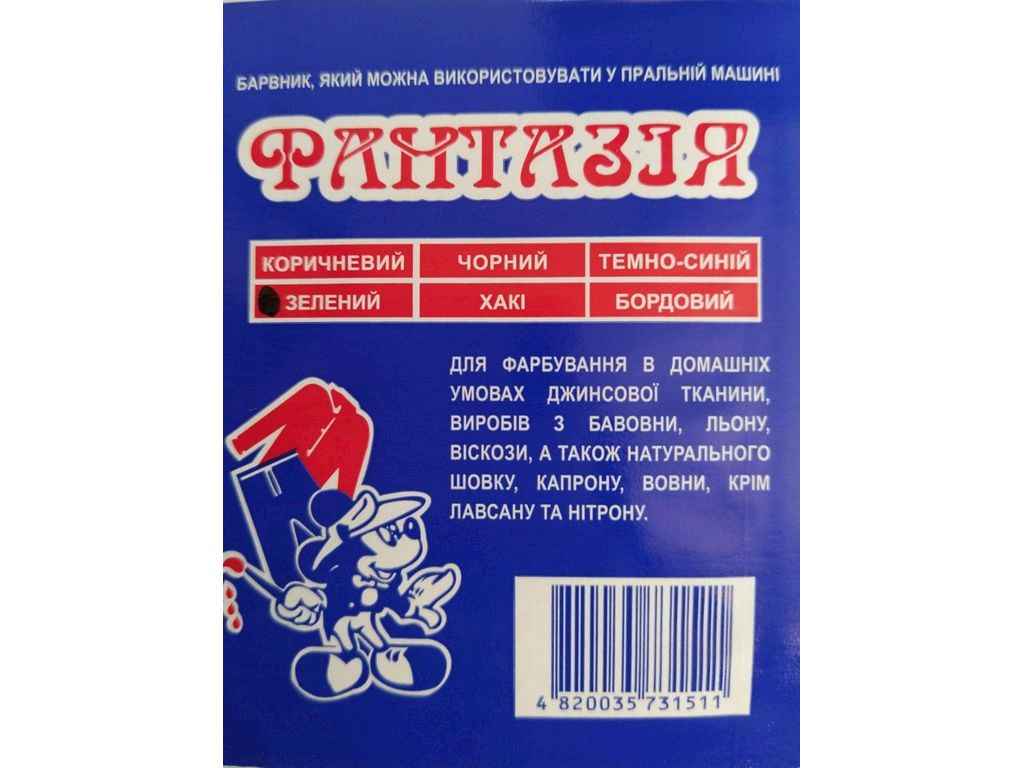 БАРВНИК, ЯКИЙ МОЖНА ВИКОРИСТОВУВАТИ У ПРАЛЬНІЙ МАШИНІ
ФАНТАЗІЯ
КОРИЧНЕВИЙ ЧОРНИЙ ТЕМНО-СИНІЙ
ЗЕЛЕНИЙ ХАКІ БОРДОВИЙ
ДЛЯ ФАРБУВАННЯ В ДОМАШНІХ
УМОВАХ ДЖИНСОВОЇ ТКАНИНИ,
ВИРОБІВ З БАВОВНИ, ЛЬОНУ,
ВІСКОЗИ, А ТАКОЖ НАТУРАЛЬНОГО
ШОВКУ, КАПРОНУ, ВОВНИ, КРІМ
ЛАВСАНУ ТА НІТРОНУ.
4 820035 731511